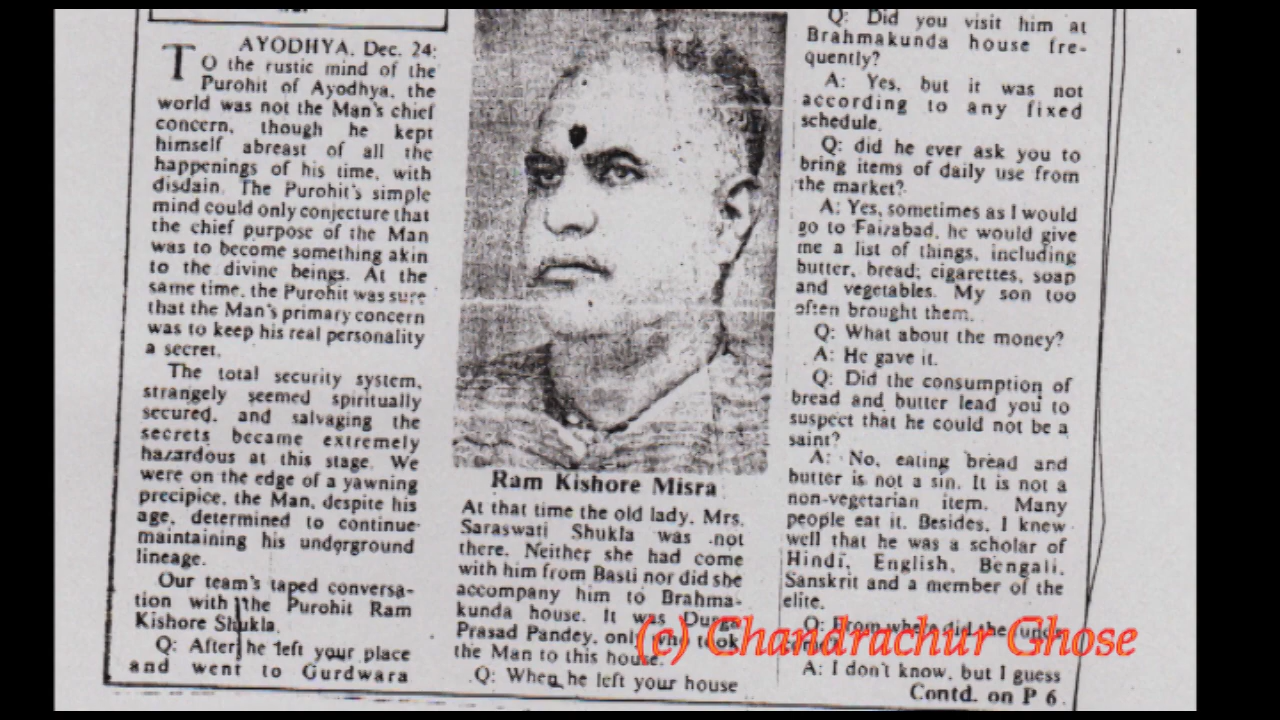 AYODHYA, Dec. 24:
TO the rustic mind of the
Purohit of Ayodhya, the
world was not the Man's chief
concern, though he kept
himself abreast of all the
happenings of his time, with
disdain. The Purohit's simple
mind could only conjecture that
the chief purpose of the Man
was to become something akin
to the divine beings. At the
same time, the Purohit was sure
that the Man's primary concern
was to keep his real personality
a secret.
The total security system,
strangely seemed spiritually
secured, and salvaging the
secrets became extremely
hazardous at this stage. We
were on the edge of a yawning
precipice, the Man, despite his
age, determined to continue
maintaining his underground
lineage.
Our team's taped conversa-
tion with the Purohit Ram
Kishore Shukla.
Q: After he left your place
and went to Gurdwara
Ram Kishore Misra
At that time the old lady, Mrs.
Saraswati Shukla was not
there. Neither she had come
with him from Basti nor did she
accompany him to Brahma-
kunda house. It was Durga
Prasad Pandey, only who took
the Man to this house.
Q: When he left your house
Q: Did you visit him at
Brahmakunda house fre-
quently?
A: Yes, but it was not
according to any fixed
schedule.
Q: did he ever ask you to
bring items of daily use from
the market?
A: Yes, sometimes as I would
go to Faizabad, he would give
me a list of things, including
butter, bread, cigarettes, soap
and vegetables. My son too
often brought them.
Q: What about the money?
A: He gave it.
Q: Did the consumption of
bread and butter lead you to
suspect that he could not be a
saint?
A: No, eating bread and
butter is not a sin. It is not a
non-vegetarian item. Many
people eat it. Besides, I knew
well that he was a scholar of
Hindi, English, Bengali,
Sanskrit and a member of the
elite.
Q: From where did the funds
A: I don't know, but I guess
Contd. on P 6.
(c) Chandrachur Ghose